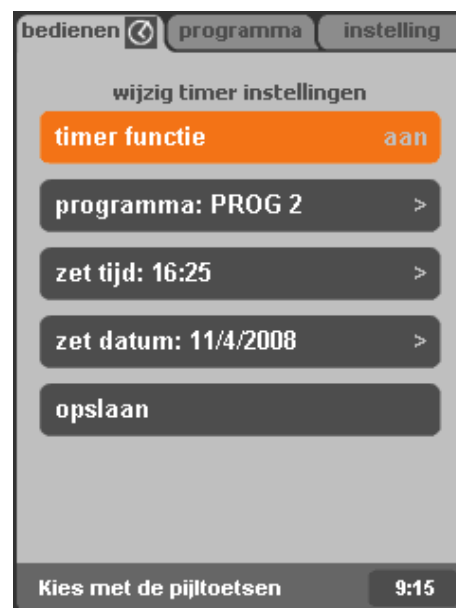 bedienen programma instelling
wijzig timer instellingen
timer functie aan
programma: PROG 2 >
zet tijd: 16:25 >
zet datum: 11/4/2008 >
opslaan
Kies met de pijltoetsen 9:15